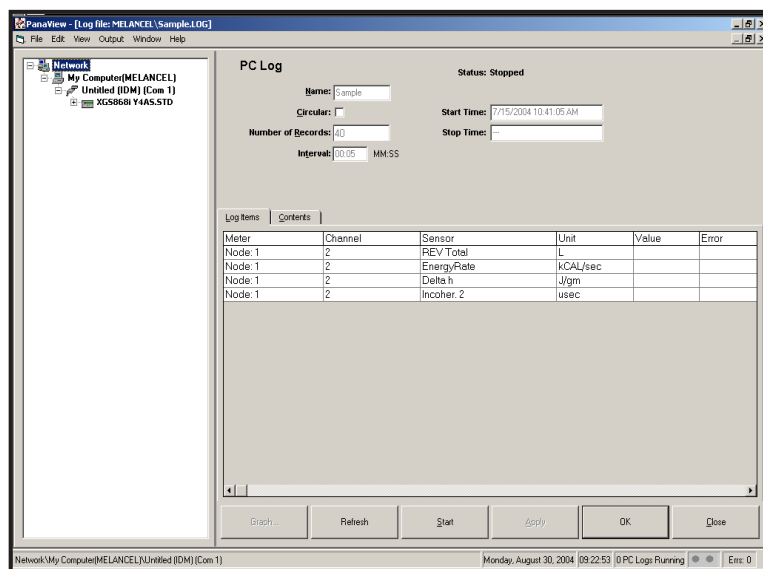 PanaView - [Log file: MELANCEL\Sample.LOG]
File Edit View Output Window Help
Network
My Computer(MELANCEL)
Untitled (IDM) (Com 1)
XGS868i Y4AS.STD
PC Log
Status: Stopped
Name: Sample
Circular:
Start Time: 7/15/2004 10:41:05 AM
Number of Records: 40
Stop Time: ---
Interval: 00:05 MM:SS
Log Items Contents
Meter Channel Sensor Unit Value Error
Node: 1 2 REV Total L
Node: 1 2 EnergyRate kCAL/sec
Node: 1 2 Delta h J/gm
Node: 1 2 Incoher. 2 usec
Graph... Refresh Start Apply OK Close
Network\My Computer(MELANCEL)\Untitled (IDM) (Com 1) Monday, August 30, 2004 09:22:53 0 PC Logs Running Errs: 0